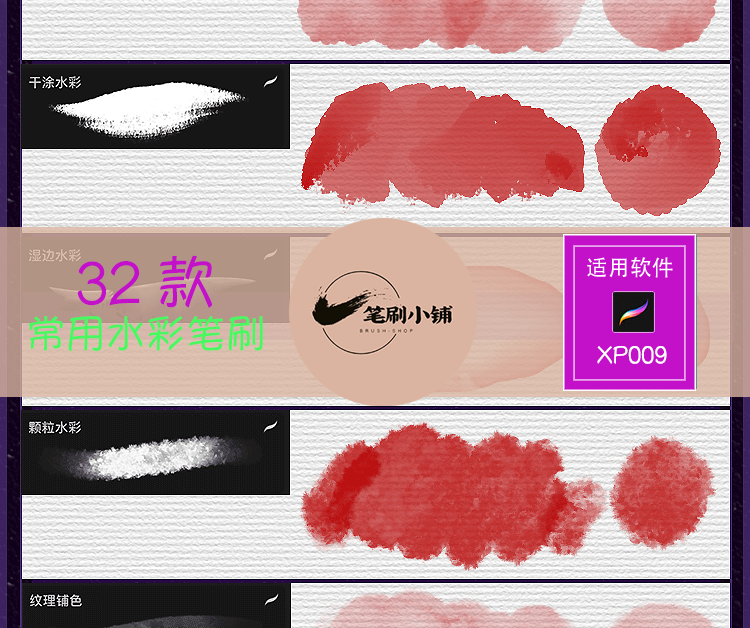 干涂水彩
湿边水彩
32 款
常用水彩笔刷
笔刷小铺
BRUSH-SHOP
适用软件
XP009
颗粒水彩
纹理铺色